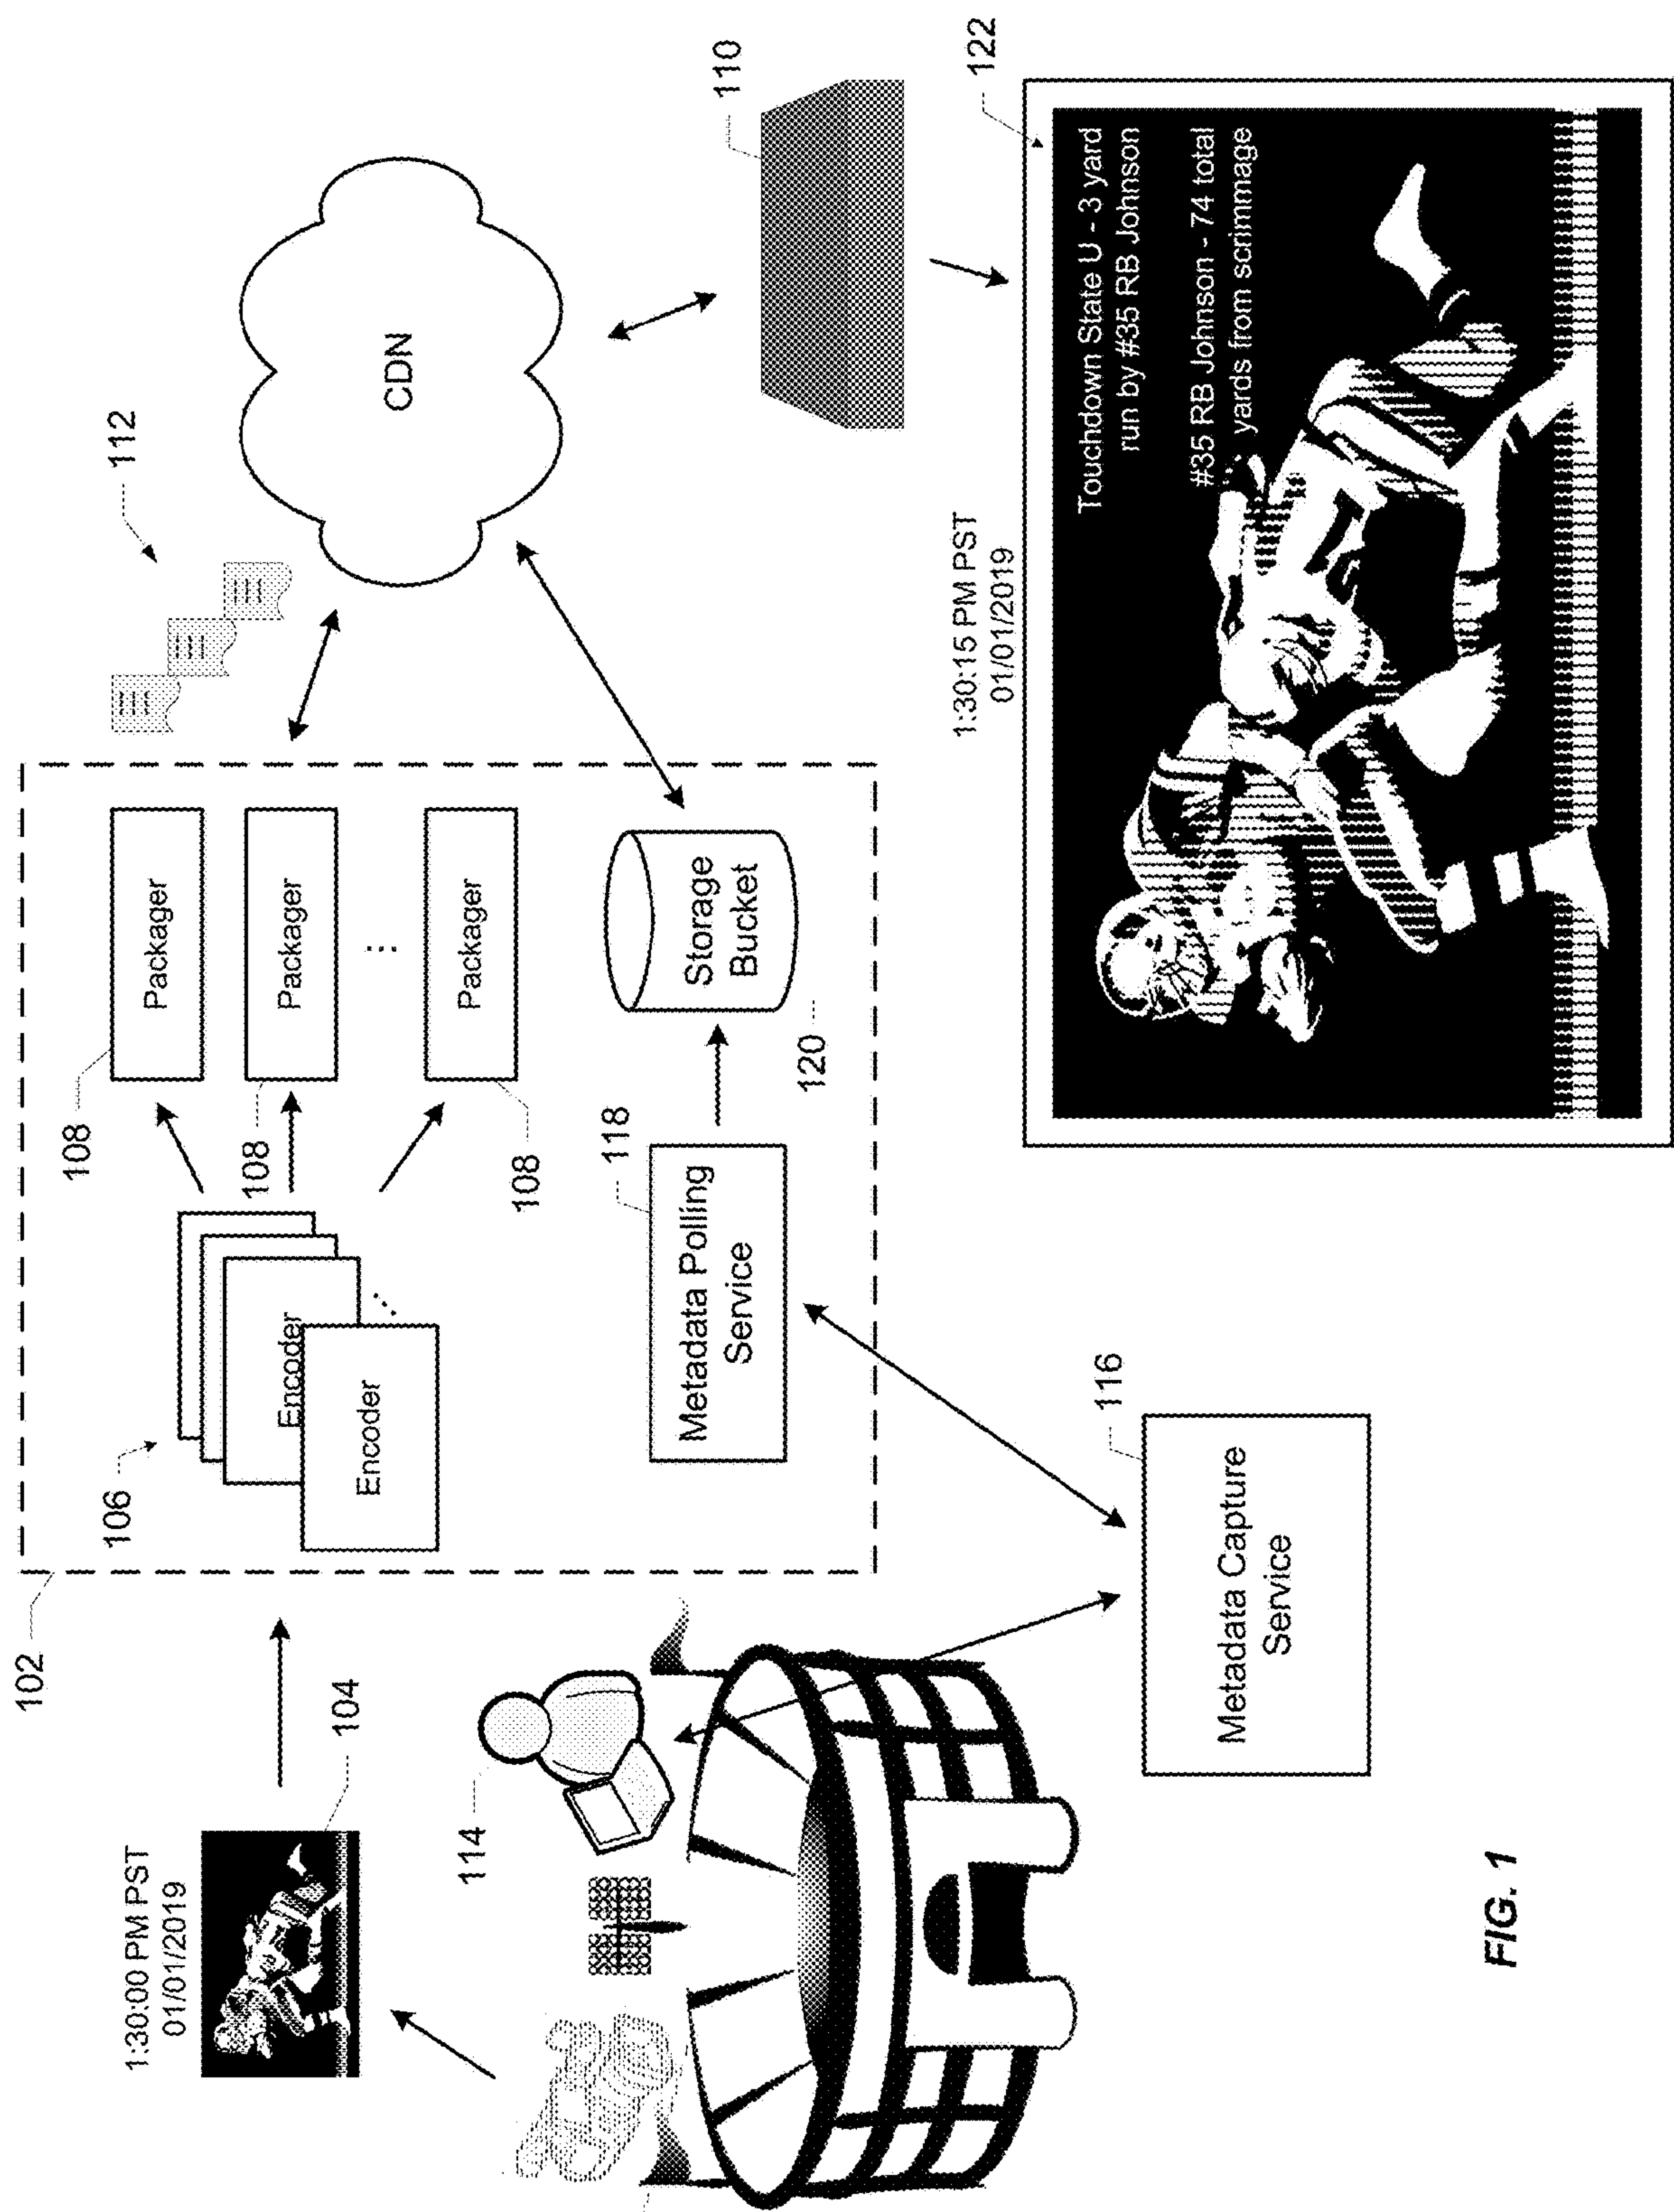 1:30:00 PM PST
01/01/2019
104
102
106
Encoder
Encoder
108
Packager
108
Packager
108
Packager
112
CDN
114
118
Metadata Polling
Service
120
Storage
Bucket
110
116
Metadata Capture
Service
1:30:15 PM PST
01/01/2019
122
Touchdown State U - 3 yard
run by #35 RB Johnson
#35 RB Johnson - 74 total
yards from scrimmage
FIG. 1